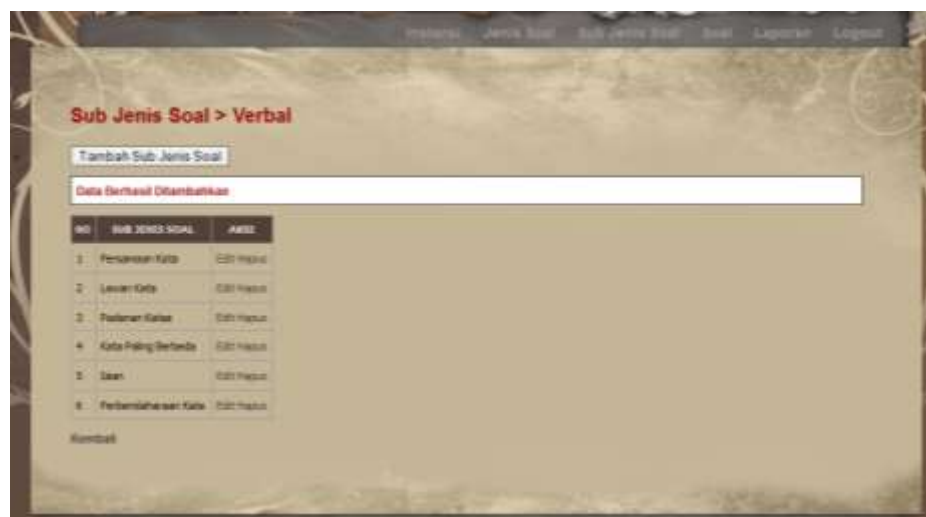 Instansi Jenis Soal Sub Jenis Soal Soal Laporan Logout
Sub Jenis Soal > Verbal
Tambah Sub Jenis Soal
Data Berhasil Ditambahkan
NO SUB JENIS SOAL AKSI
1 Persamaan Kata Edit Hapus
2 Lawan Kata Edit Hapus
3 Padanan Edit Hapus
4 Kata Paling Berbeda Edit Hapus
5 Edit Hapus
6 Perbendaharaan Kata Edit Hapus
Kembali